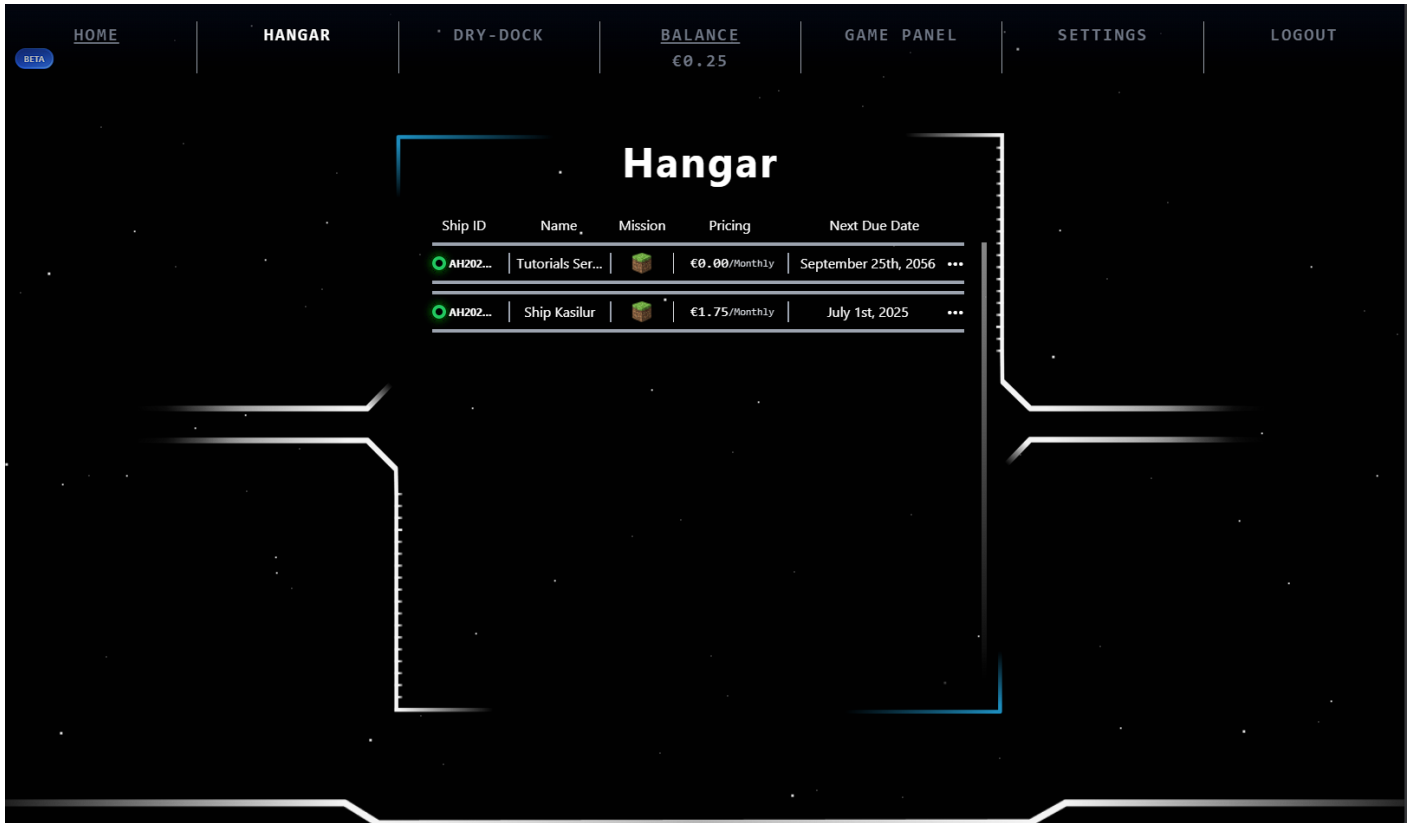 HOME HANGAR DRY-DOCK BALANCE GAME PANEL SETTINGS LOGOUT
BETA €0.25
Hangar
Ship ID Name Mission Pricing Next Due Date
AH202... Tutorials Ser... €0.00/Monthly September 25th, 2056 •••
AH202... Ship Kasilur €1.75/Monthly July 1st, 2025 •••